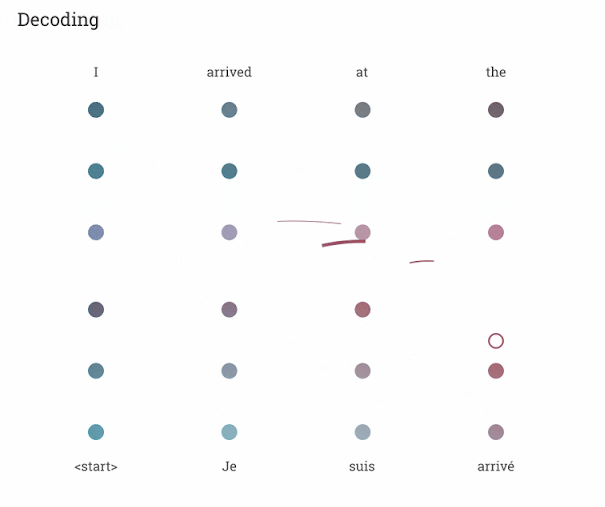 Decoding
I arrived at the
<start> Je suis arrivé